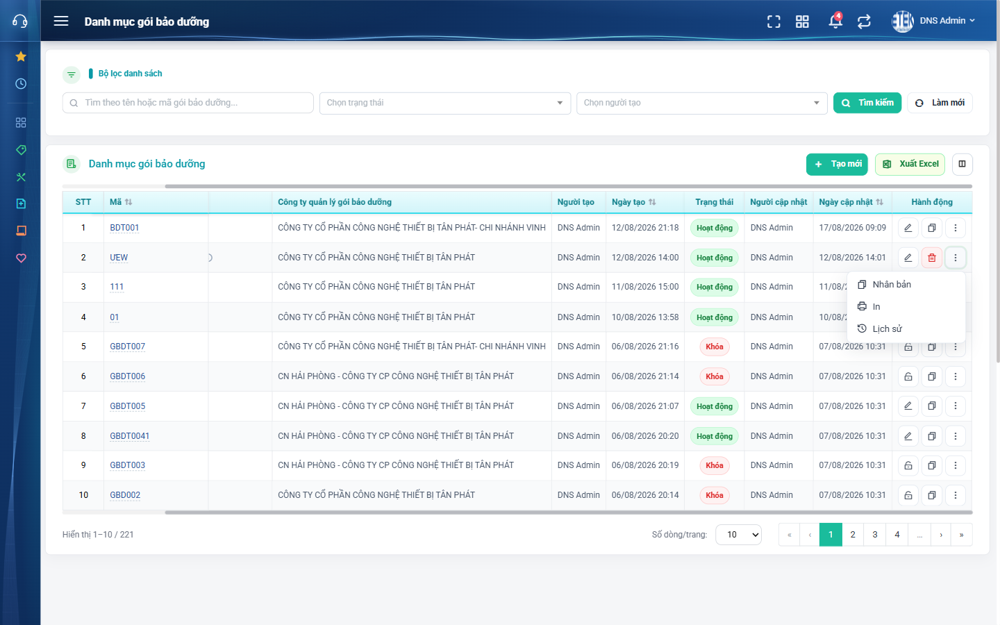 Danh mục gói bảo dưỡng
4
DNS Admin
Bộ lọc danh sách
Tìm theo tên hoặc mã gói bảo dưỡng...
Chọn trạng thái
Chọn người tạo
Tìm kiếm
Làm mới
Danh mục gói bảo dưỡng
Tạo mới
Xuất Excel
STT Mã Công ty quản lý gói bảo dưỡng Người tạo Ngày tạo Trạng thái Người cập nhật Ngày cập nhật Hành động
1 BDT001 CÔNG TY CỔ PHẦN CÔNG NGHỆ THIẾT BỊ TÂN PHÁT- CHI NHÁNH VINH DNS Admin 12/08/2026 21:18 Hoạt động DNS Admin 17/08/2026 09:09
2 ƯEW CÔNG TY CỔ PHẦN CÔNG NGHỆ THIẾT BỊ TÂN PHÁT DNS Admin 12/08/2026 14:00 Hoạt động DNS Admin 12/08/2026 14:01
3 111 CÔNG TY CỔ PHẦN CÔNG NGHỆ THIẾT BỊ TÂN PHÁT DNS Admin 11/08/2026 15:00 Hoạt động DNS Admin 11/08/2
Nhân bản
4 01 CÔNG TY CỔ PHẦN CÔNG NGHỆ THIẾT BỊ TÂN PHÁT DNS Admin 10/08/2026 13:58 Hoạt động DNS Admin 10/08/2
In
Lịch sử
5 GBDT007 CÔNG TY CỔ PHẦN CÔNG NGHỆ THIẾT BỊ TÂN PHÁT- CHI NHÁNH VINH DNS Admin 06/08/2026 21:16 Khóa DNS Admin 07/08/2026 10:31
6 GBDT006 CN HẢI PHÒNG - CÔNG TY CP CÔNG NGHỆ THIẾT BỊ TÂN PHÁT DNS Admin 06/08/2026 21:14 Khóa DNS Admin 07/08/2026 10:31
7 GBDT005 CN HẢI PHÒNG - CÔNG TY CP CÔNG NGHỆ THIẾT BỊ TÂN PHÁT DNS Admin 06/08/2026 21:07 Hoạt động DNS Admin 07/08/2026 10:31
8 GBDT0041 CN HẢI PHÒNG - CÔNG TY CP CÔNG NGHỆ THIẾT BỊ TÂN PHÁT DNS Admin 06/08/2026 20:20 Hoạt động DNS Admin 07/08/2026 10:31
9 GBDT003 CN HẢI PHÒNG - CÔNG TY CP CÔNG NGHỆ THIẾT BỊ TÂN PHÁT DNS Admin 06/08/2026 20:19 Khóa DNS Admin 07/08/2026 10:31
10 GBD002 CÔNG TY CỔ PHẦN CÔNG NGHỆ THIẾT BỊ TÂN PHÁT DNS Admin 06/08/2026 20:14 Khóa DNS Admin 07/08/2026 10:31
Hiển thị 1–10 / 221
Số dòng/trang: 10
« ‹ 1 2 3 4 ... › »